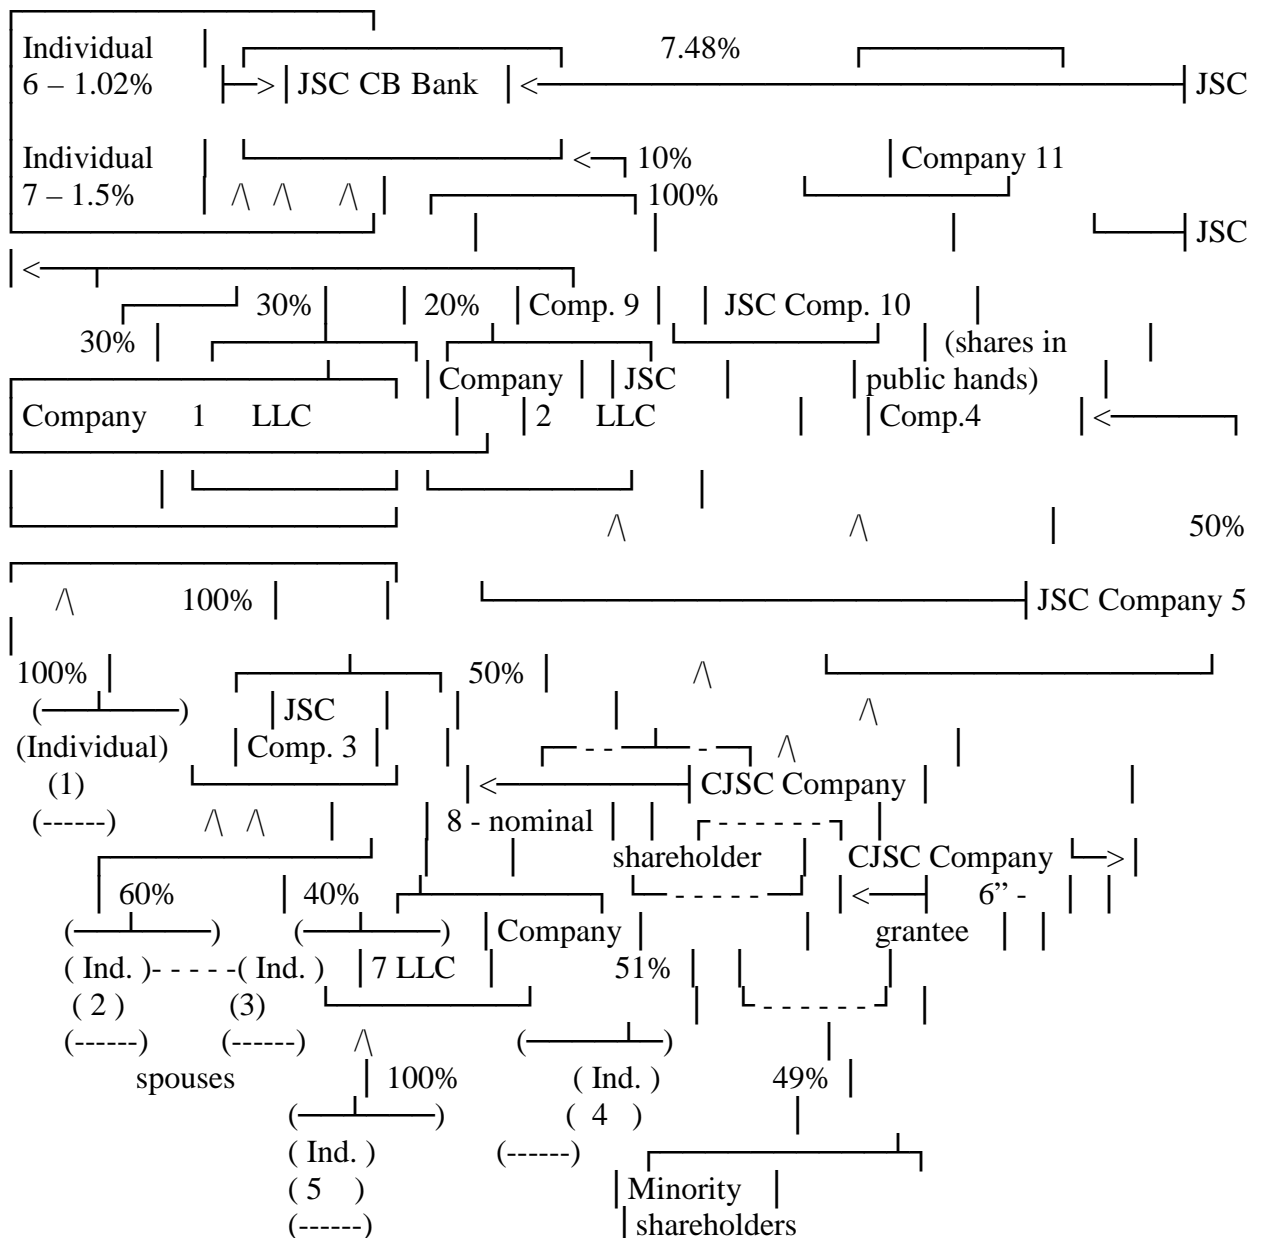 Individual 7.48%
6 – 1.02% JSC CB Bank JSC
Individual 10% Company 11
7 – 1.5% 100%
JSC
30% 20% Comp. 9 JSC Comp. 10
30% (shares in
Company JSC public hands)
Company 1 LLC 2 LLC Comp.4
50%
100% JSC Company 5
100% 50%
JSC
(Individual) Comp. 3
(1) CJSC Company
(------) 8 - nominal
shareholder CJSC Company
60% 40% 6” -
Company grantee
( Ind. )- - - - -( Ind. ) 7 LLC 51%
( 2 ) (3)
(------) (------)
spouses 100% ( Ind. ) 49%
( 4 )
( Ind. ) (------)
( 5 ) Minority
(------) shareholders